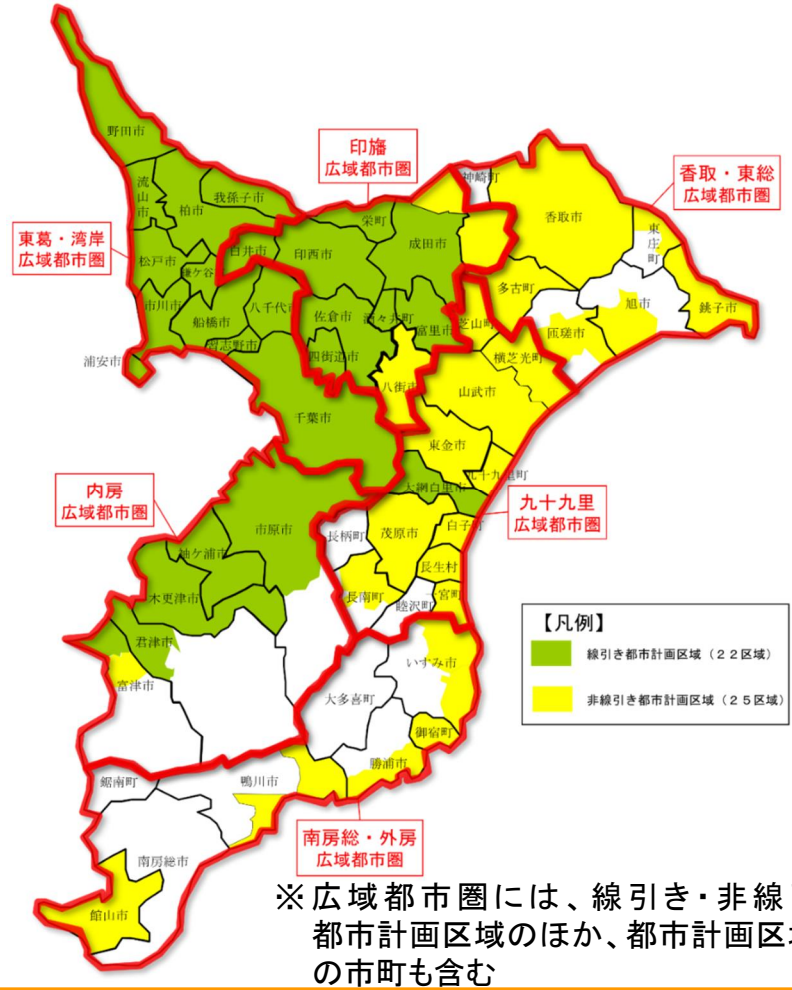 野田市
流山市
柏市
我孫子市
印旛
広域都市圏
神崎町
香取・東総
広域都市圏
香取市
東庄町
栄町
成田市
東葛・湾岸
広域都市圏
松戸市
鎌ケ谷
白井市
印西市
多古町
旭市
銚子市
匝瑳市
市川市
船橋市
八千代市
佐倉市
酒々井町
富里市
芝山町
横芝光町
浦安市
習志野市
四街道市
八街市
山武市
千葉市
東金市
九十九里町
大網白里市
内房
広域都市圏
九十九里
広域都市圏
市原市
長柄町
茂原市
白子町
袖ケ浦市
長生村
木更津市
長南町
睦沢町
一宮町
君津市
富津市
いすみ市
大多喜町
御宿町
勝浦市
鋸南町
鴨川市
南房総・外房
広域都市圏
南房総市
館山市
【凡例】
線引き都市計画区域(22区域)
非線引き都市計画区域(25区域)
※広域都市圏には、線引き・非線
都市計画区域のほか、都市計画区
の市町も含む